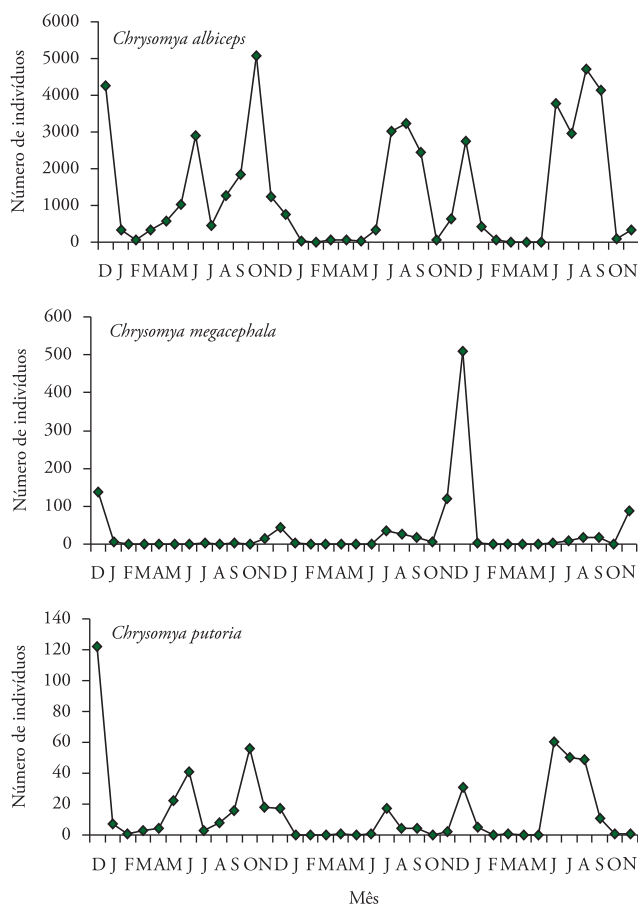 Chrysomya albiceps
Número de indivíduos
6000
5000
4000
3000
2000
1000
0
D J F M A M J J A S O N D J F M A M J J A S O N D J F M A M J J A S O N
Chrysomya megacephala
Número de indivíduos
600
500
400
300
200
100
0
D J F M A M J J A S O N D J F M A M J J A S O N D J F M A M J J A S O N
Chrysomya putoria
Número de indivíduos
140
120
100
80
60
40
20
0
D J F M A M J J A S O N D J F M A M J J A S O N D J F M A M J J A S O N
Mês